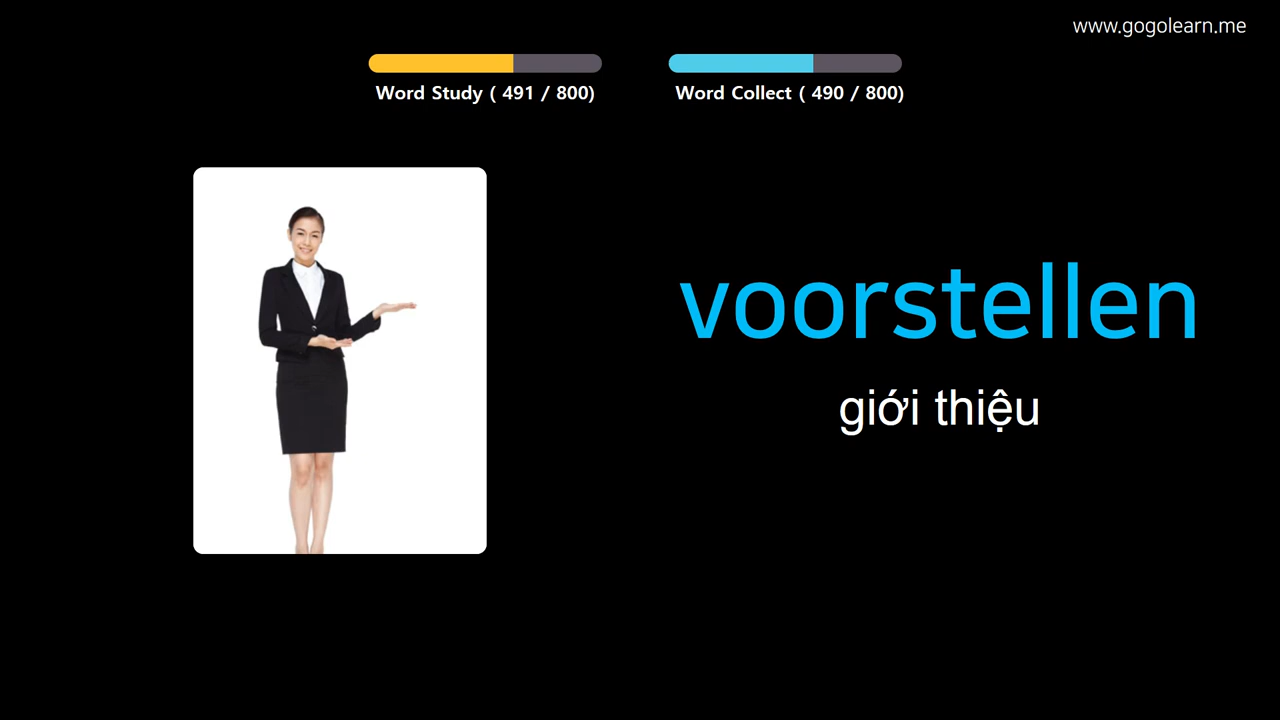 www.gogolearn.me
Word Study ( 491 / 800)
Word Collect ( 490 / 800)
voorstellen
giới thiệu